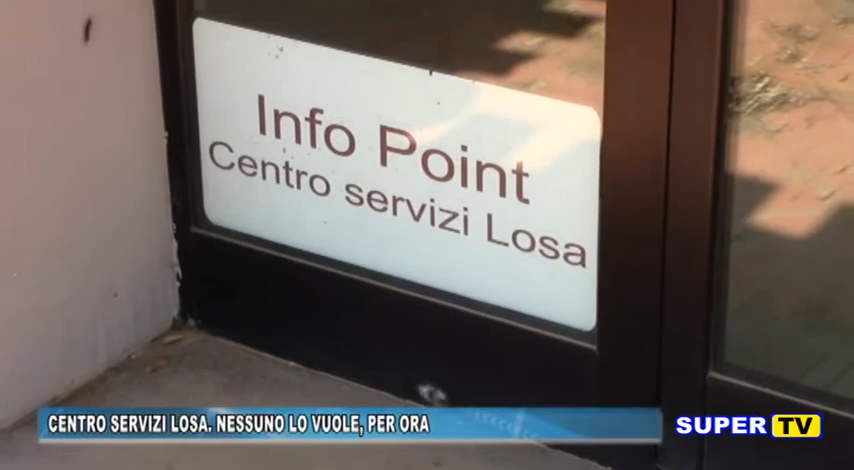 Info Point
Centro servizi Losa
CENTRO SERVIZI LOSA. NESSUNO LO VUOLE, PER ORA
SUPER TV